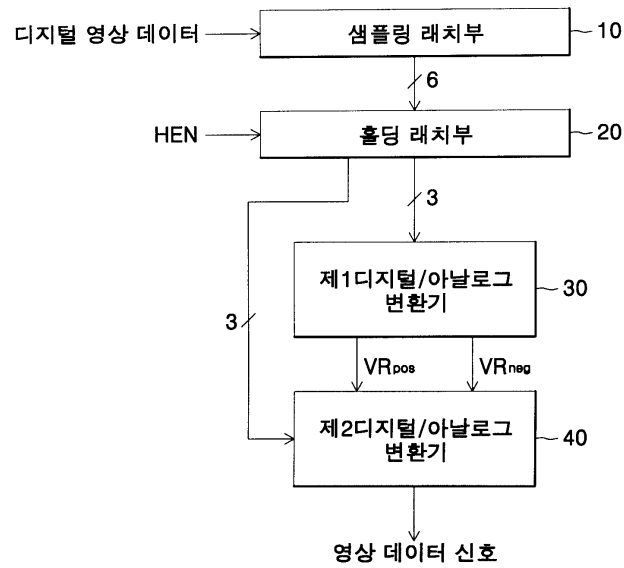 디지털 영상 데이터
샘플링 래치부
10
6
HEN
홀딩 래치부
20
3
제1디지털/아날로그
변환기
30
3
VRpos
VRneg
제2디지털/아날로그
변환기
40
영상 데이터 신호